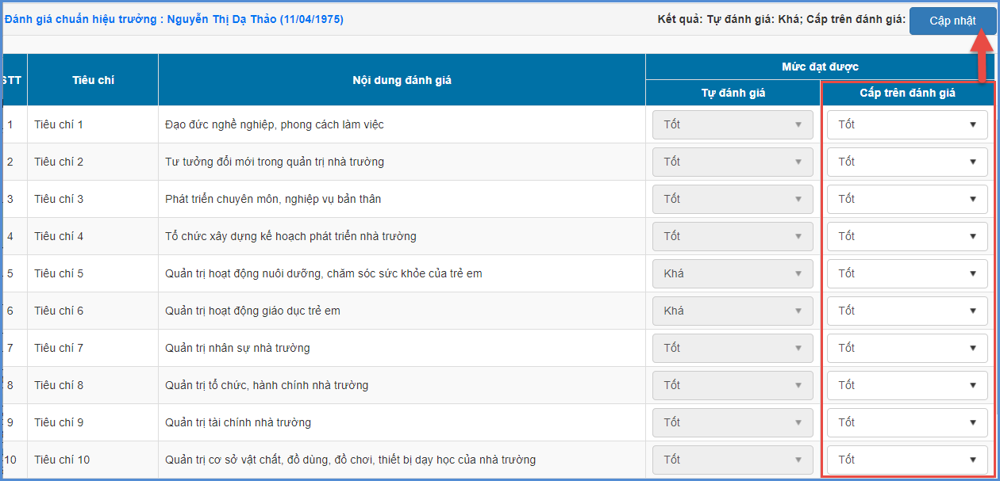 Đánh giá chuẩn hiệu trưởng : Nguyễn Thị Dạ Thảo (11/04/1975) Kết quả: Tự đánh giá: Khá; Cấp trên đánh giá: Cập nhật
STT Tiêu chí Nội dung đánh giá Mức đạt được
Tự đánh giá Cấp trên đánh giá
1 Tiêu chí 1 Đạo đức nghề nghiệp, phong cách làm việc Tốt Tốt
2 Tiêu chí 2 Tư tưởng đổi mới trong quản trị nhà trường Tốt Tốt
3 Tiêu chí 3 Phát triển chuyên môn, nghiệp vụ bản thân Tốt Tốt
4 Tiêu chí 4 Tổ chức xây dựng kế hoạch phát triển nhà trường Tốt Tốt
5 Tiêu chí 5 Quản trị hoạt động nuôi dưỡng, chăm sóc sức khỏe của trẻ em Khá Tốt
6 Tiêu chí 6 Quản trị hoạt động giáo dục trẻ em Khá Tốt
7 Tiêu chí 7 Quản trị nhân sự nhà trường Tốt Tốt
8 Tiêu chí 8 Quản trị tổ chức, hành chính nhà trường Tốt Tốt
9 Tiêu chí 9 Quản trị tài chính nhà trường Tốt Tốt
10 Tiêu chí 10 Quản trị cơ sở vật chất, đồ dùng, đồ chơi, thiết bị dạy học của nhà trường Tốt Tốt